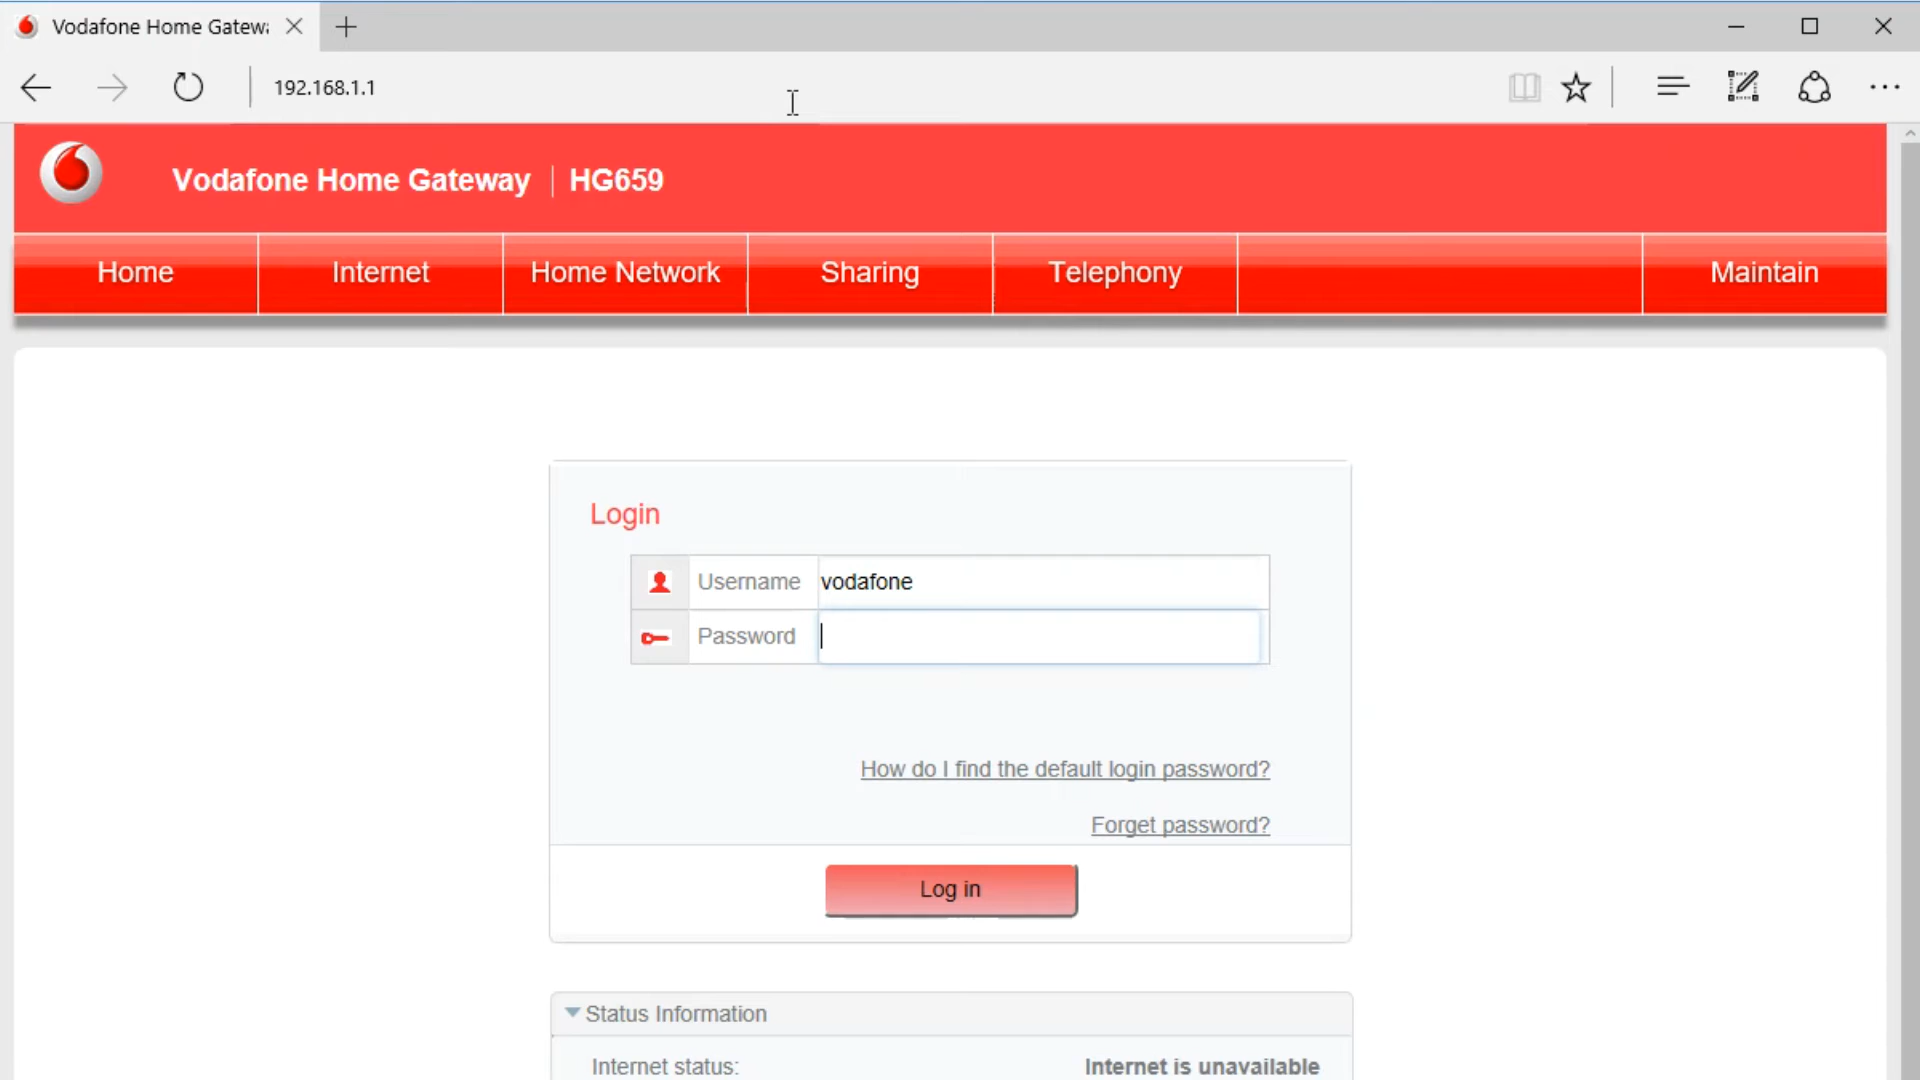 Vodafone Home Gatewa
192.168.1.1
Vodafone Home Gateway | HG659
Home Internet Home Network Sharing Telephony Maintain
Login
Username vodafone
Password
How do I find the default login password?
Forget password?
Log in
Status Information
Internet status: Internet is unavailable